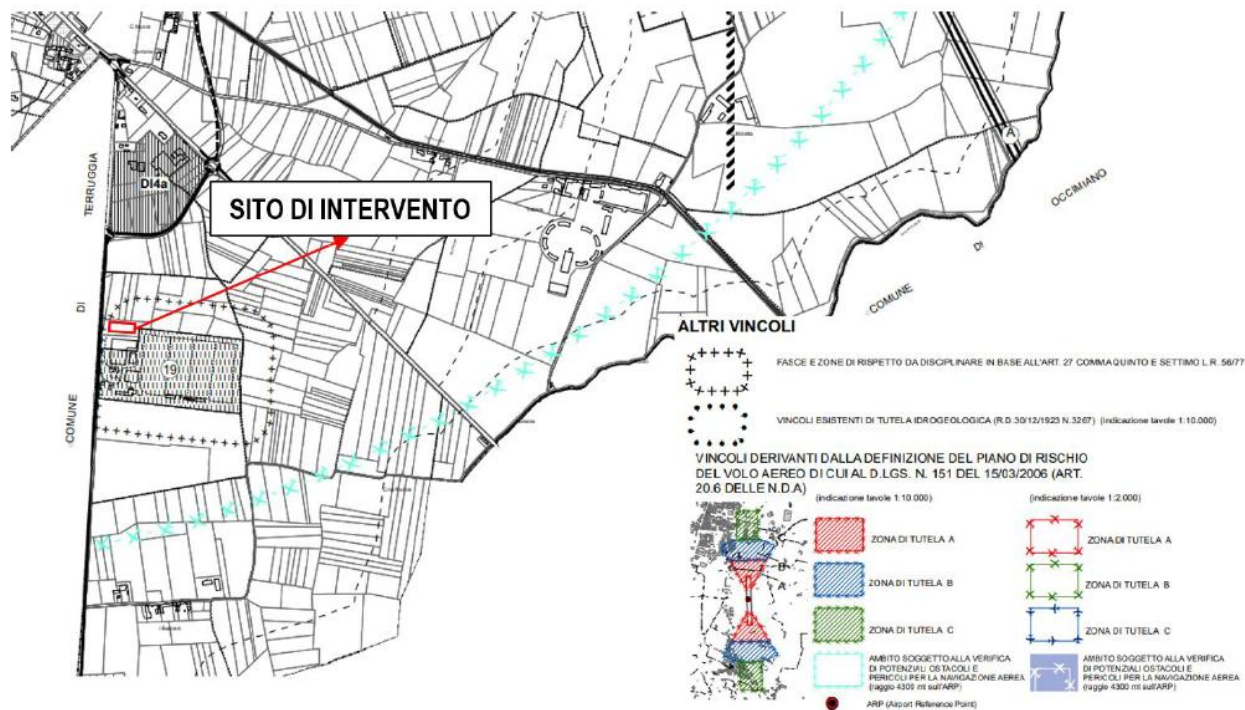 DI4a
SITO DI INTERVENTO
TERRUGGIA
DI
COMUNE
19
A
OCCIMIANO
DI
COMUNE
ALTRI VINCOLI
FASCE E ZONE DI RISPETTO DA DISCIPLINARE IN BASE ALL'ART. 27 COMMA QUINTO E SETTIMO L.R. 56/77
VINCOLI ESISTENTI DI TUTELA IDROGEOLOGICA (R.D.30/12/1923 N.3267) (indicazione tavole 1:10.000)
VINCOLI DERIVANTI DALLA DEFINIZIONE DEL PIANO DI RISCHIO
DEL VOLO AEREO DI CUI AL D.LGS. N. 151 DEL 15/03/2006 (ART.
20.6 DELLE N.D.A)
(indicazione tavole 1:10.000)
(indicazione tavole 1:2.000)
C
B
A
ZONA DI TUTELA A
ZONA DI TUTELA B
ZONA DI TUTELA C
AMBITO SOGGETTO ALLA VERIFICA
DI POTENZIALI OSTACOLI E
PERICOLI PER LA NAVIGAZIONE AEREA
(raggio 4300 mt sull'ARP)
ARP (Airport Reference Point)
ZONA DI TUTELA A
ZONA DI TUTELA B
ZONA DI TUTELA C
AMBITO SOGGETTO ALLA VERIFICA
DI POTENZIALI OSTACOLI E
PERICOLI PER LA NAVIGAZIONE AEREA
(raggio 4300 mt sull'ARP)